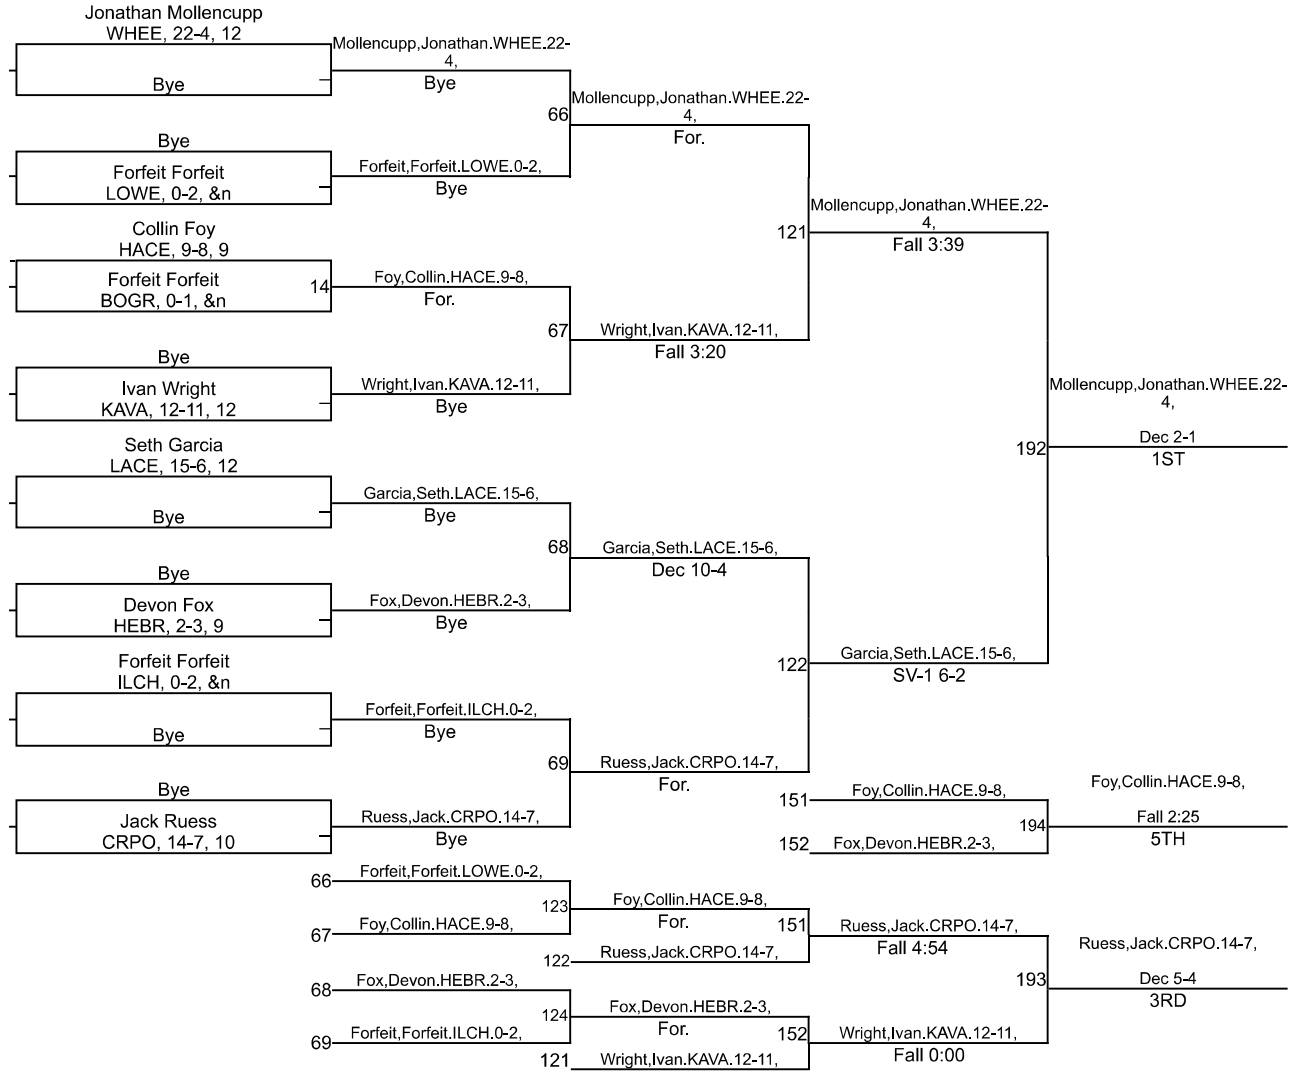 Jonathan Mollencupp
WHEE, 22-4, 12
Bye
Bye
Forfeit Forfeit
LOWE, 0-2, &n
Collin Foy
HACE, 9-8, 9
Forfeit Forfeit
BOGR, 0-1, &n
14
Bye
Ivan Wright
KAVA, 12-11, 12
Seth Garcia
LACE, 15-6, 12
Bye
Bye
Devon Fox
HEBR, 2-3, 9
Forfeit Forfeit
ILCH, 0-2, &n
Bye
Bye
Jack Ruess
CRPO, 14-7, 10
Mollencupp,Jonathan.WHEE.22-
4,
Bye
66
Forfeit,Forfeit.LOWE.0-2,
Bye
Foy,Collin.HACE.9-8,
For.
67
Wright,Ivan.KAVA.12-11,
Bye
Garcia,Seth.LACE.15-6,
Bye
68
Fox,Devon.HEBR.2-3,
Bye
Forfeit,Forfeit.ILCH.0-2,
Bye
69
Ruess,Jack.CRPO.14-7,
Bye
Mollencupp,Jonathan.WHEE.22-
4,
For.
121
Wright,Ivan.KAVA.12-11,
Fall 3:20
Garcia,Seth.LACE.15-6,
Dec 10-4
122
Ruess,Jack.CRPO.14-7,
For.
Mollencupp,Jonathan.WHEE.22-
4,
Fall 3:39
192
Garcia,Seth.LACE.15-6,
SV-1 6-2
Mollencupp,Jonathan.WHEE.22-
4,
Dec 2-1
1ST
151
Foy,Collin.HACE.9-8,
194
152
Fox,Devon.HEBR.2-3,
Foy,Collin.HACE.9-8,
Fall 2:25
5TH
66
Forfeit,Forfeit.LOWE.0-2,
123
67
Foy,Collin.HACE.9-8,
Foy,Collin.HACE.9-8,
For.
151
122
Ruess,Jack.CRPO.14-7,
Ruess,Jack.CRPO.14-7,
Fall 4:54
68
Fox,Devon.HEBR.2-3,
124
69
Forfeit,Forfeit.ILCH.0-2,
Fox,Devon.HEBR.2-3,
For.
152
121
Wright,Ivan.KAVA.12-11,
Wright,Ivan.KAVA.12-11,
Fall 0:00
193
Ruess,Jack.CRPO.14-7,
Dec 5-4
3RD